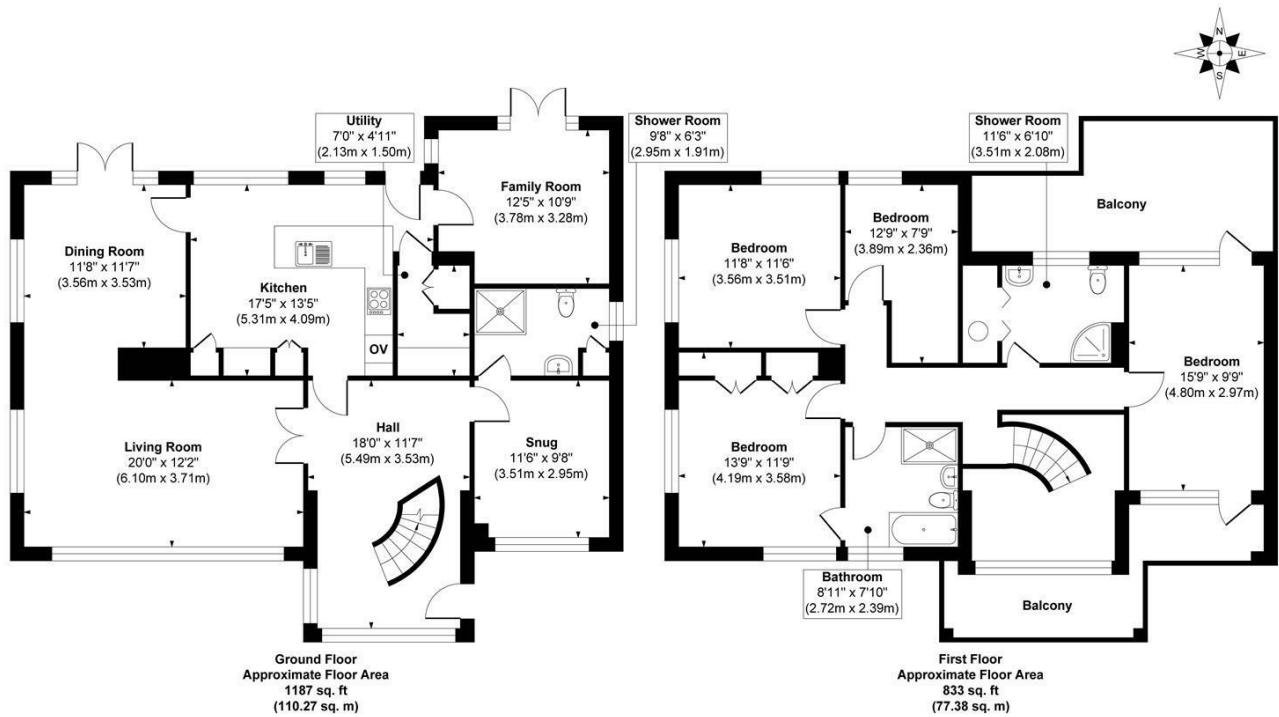 N
W
E
S
Utility
7'0" x 4'11"
(2.13m x 1.50m)
Shower Room
9'8" x 6'3"
(2.95m x 1.91m)
Family Room
12'5" x 10'9"
(3.78m x 3.28m)
Dining Room
11'8" x 11'7"
(3.56m x 3.53m)
Kitchen
17'5" x 13'5"
(5.31m x 4.09m)
OV
Living Room
20'0" x 12'2"
(6.10m x 3.71m)
Hall
18'0" x 11'7"
(5.49m x 3.53m)
Snug
11'6" x 9'8"
(3.51m x 2.95m)
Ground Floor
Approximate Floor Area
1187 sq. ft
(110.27 sq. m)
Shower Room
11'6" x 6'10"
(3.51m x 2.08m)
Balcony
Bedroom
12'9" x 7'9"
(3.89m x 2.36m)
Bedroom
11'8" x 11'6"
(3.56m x 3.51m)
Bedroom
15'9" x 9'9"
(4.80m x 2.97m)
Bedroom
13'9" x 11'9"
(4.19m x 3.58m)
Bathroom
8'11" x 7'10"
(2.72m x 2.39m)
Balcony
First Floor
Approximate Floor Area
833 sq. ft
(77.38 sq. m)